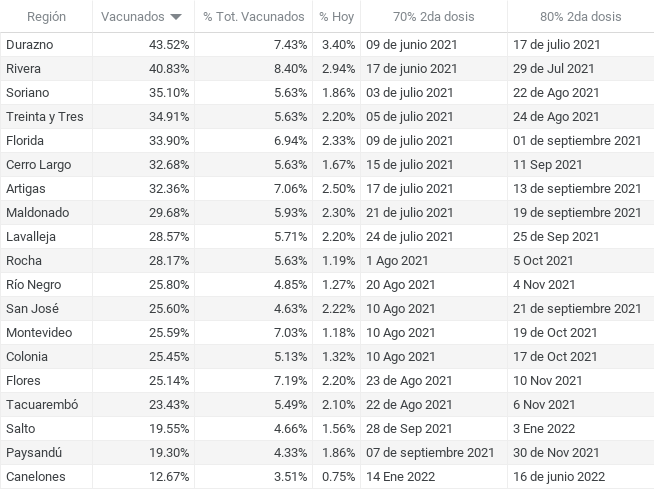 Región Vacunados % Tot. Vacunados % Hoy 70% 2da dosis 80% 2da dosis
Durazno 43.52% 7.43% 3.40% 09 de junio 2021 17 de julio 2021
Rivera 40.83% 8.40% 2.94% 17 de junio 2021 29 de Jul 2021
Soriano 35.10% 5.63% 1.86% 03 de julio 2021 22 de Ago 2021
Treinta y Tres 34.91% 5.63% 2.20% 05 de julio 2021 24 de Ago 2021
Florida 33.90% 6.94% 2.33% 09 de julio 2021 01 de septiembre 2021
Cerro Largo 32.68% 5.63% 1.67% 15 de julio 2021 11 Sep 2021
Artigas 32.36% 7.06% 2.50% 17 de julio 2021 13 de septiembre 2021
Maldonado 29.68% 5.93% 2.30% 21 de julio 2021 19 de septiembre 2021
Lavalleja 28.57% 5.71% 2.20% 24 de julio 2021 25 de Sep 2021
Rocha 28.17% 5.63% 1.19% 1 Ago 2021 5 Oct 2021
Río Negro 25.80% 4.85% 1.27% 20 Ago 2021 4 Nov 2021
San José 25.60% 4.63% 2.22% 10 Ago 2021 21 de septiembre 2021
Montevideo 25.59% 7.03% 1.18% 10 Ago 2021 19 de Oct 2021
Colonia 25.45% 5.13% 1.32% 10 Ago 2021 17 de Oct 2021
Flores 25.14% 7.19% 2.20% 23 de Ago 2021 10 Nov 2021
Tacuarembó 23.43% 5.49% 2.10% 22 de Ago 2021 6 Nov 2021
Salto 19.55% 4.66% 1.56% 28 de Sep 2021 3 Ene 2022
Paysandú 19.30% 4.33% 1.86% 07 de septiembre 2021 30 de Nov 2021
Canelones 12.67% 3.51% 0.75% 14 Ene 2022 16 de junio 2022